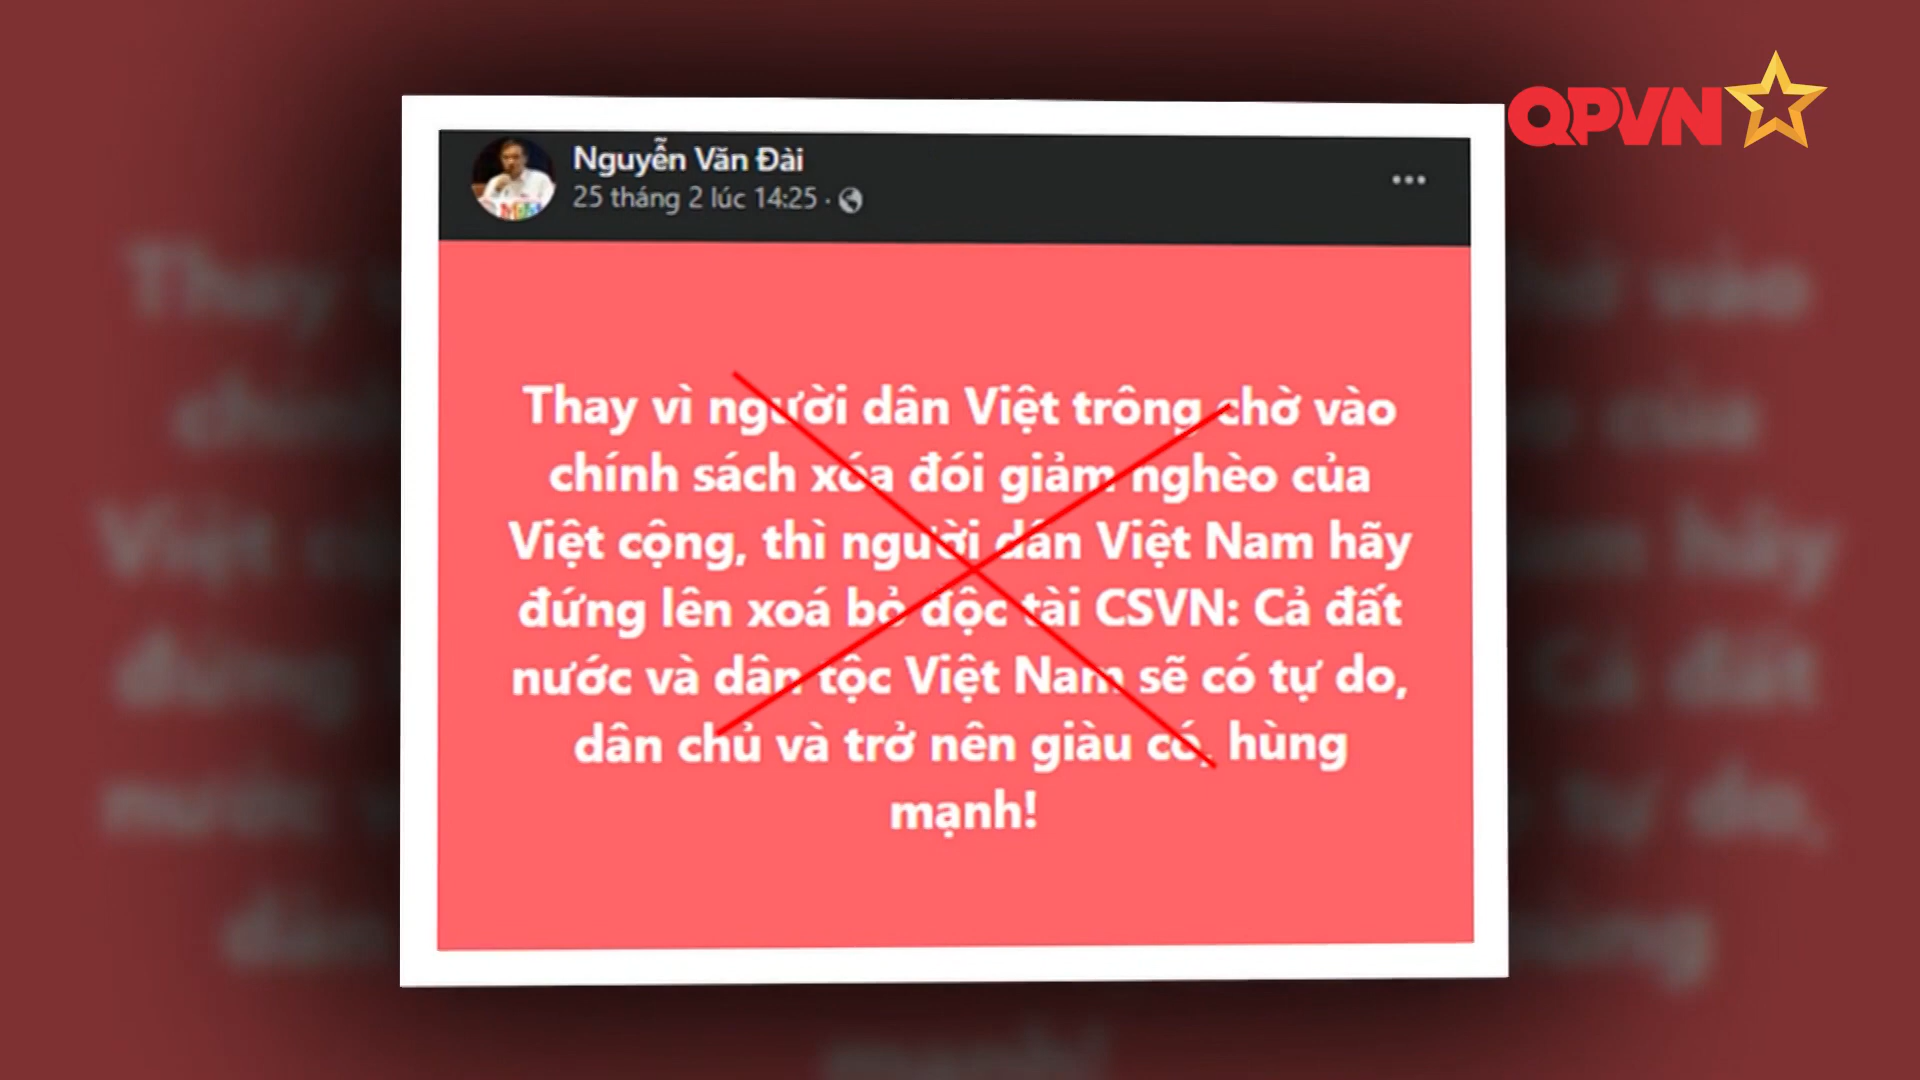 QPVN
Nguyễn Văn Đài
25 tháng 2 lúc 14:25 ·
Thay vì người dân Việt trông chờ vào
chính sách xóa đói giảm nghèo của
Việt cộng, thì người dân Việt Nam hãy
đứng lên xoá bỏ độc tài CSVN: Cả đất
nước và dân tộc Việt Nam sẽ có tự do,
dân chủ và trở nên giàu có, hùng
mạnh!